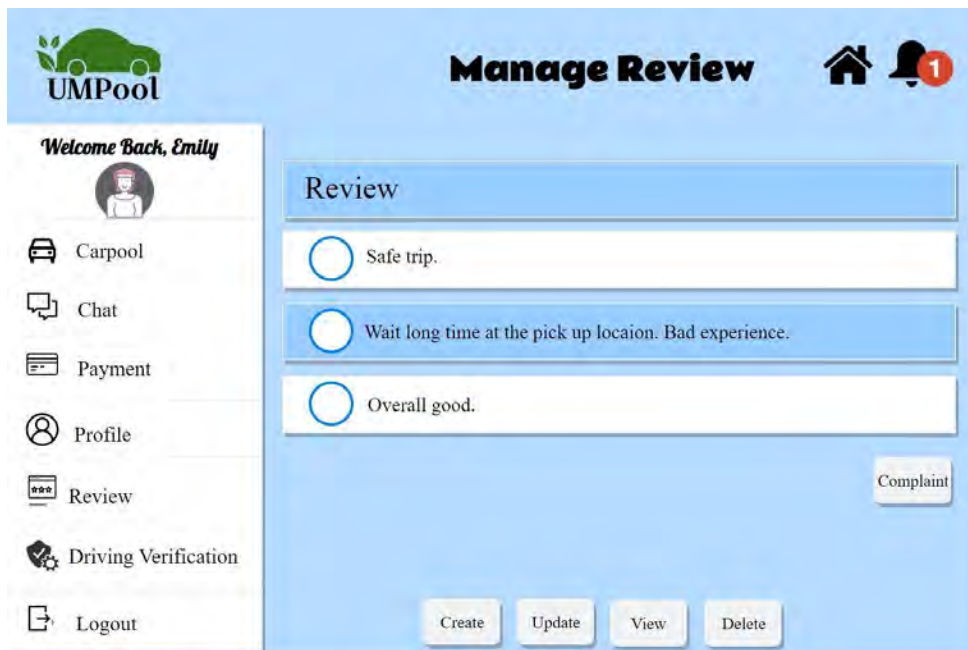 UMPool
Manage Review
1
Welcome Back, Emily
Carpool
Chat
Payment
Profile
Review
Driving Verification
Logout
Review
Safe trip.
Wait long time at the pick up locaion. Bad experience.
Overall good.
Complaint
Create
Update
View
Delete